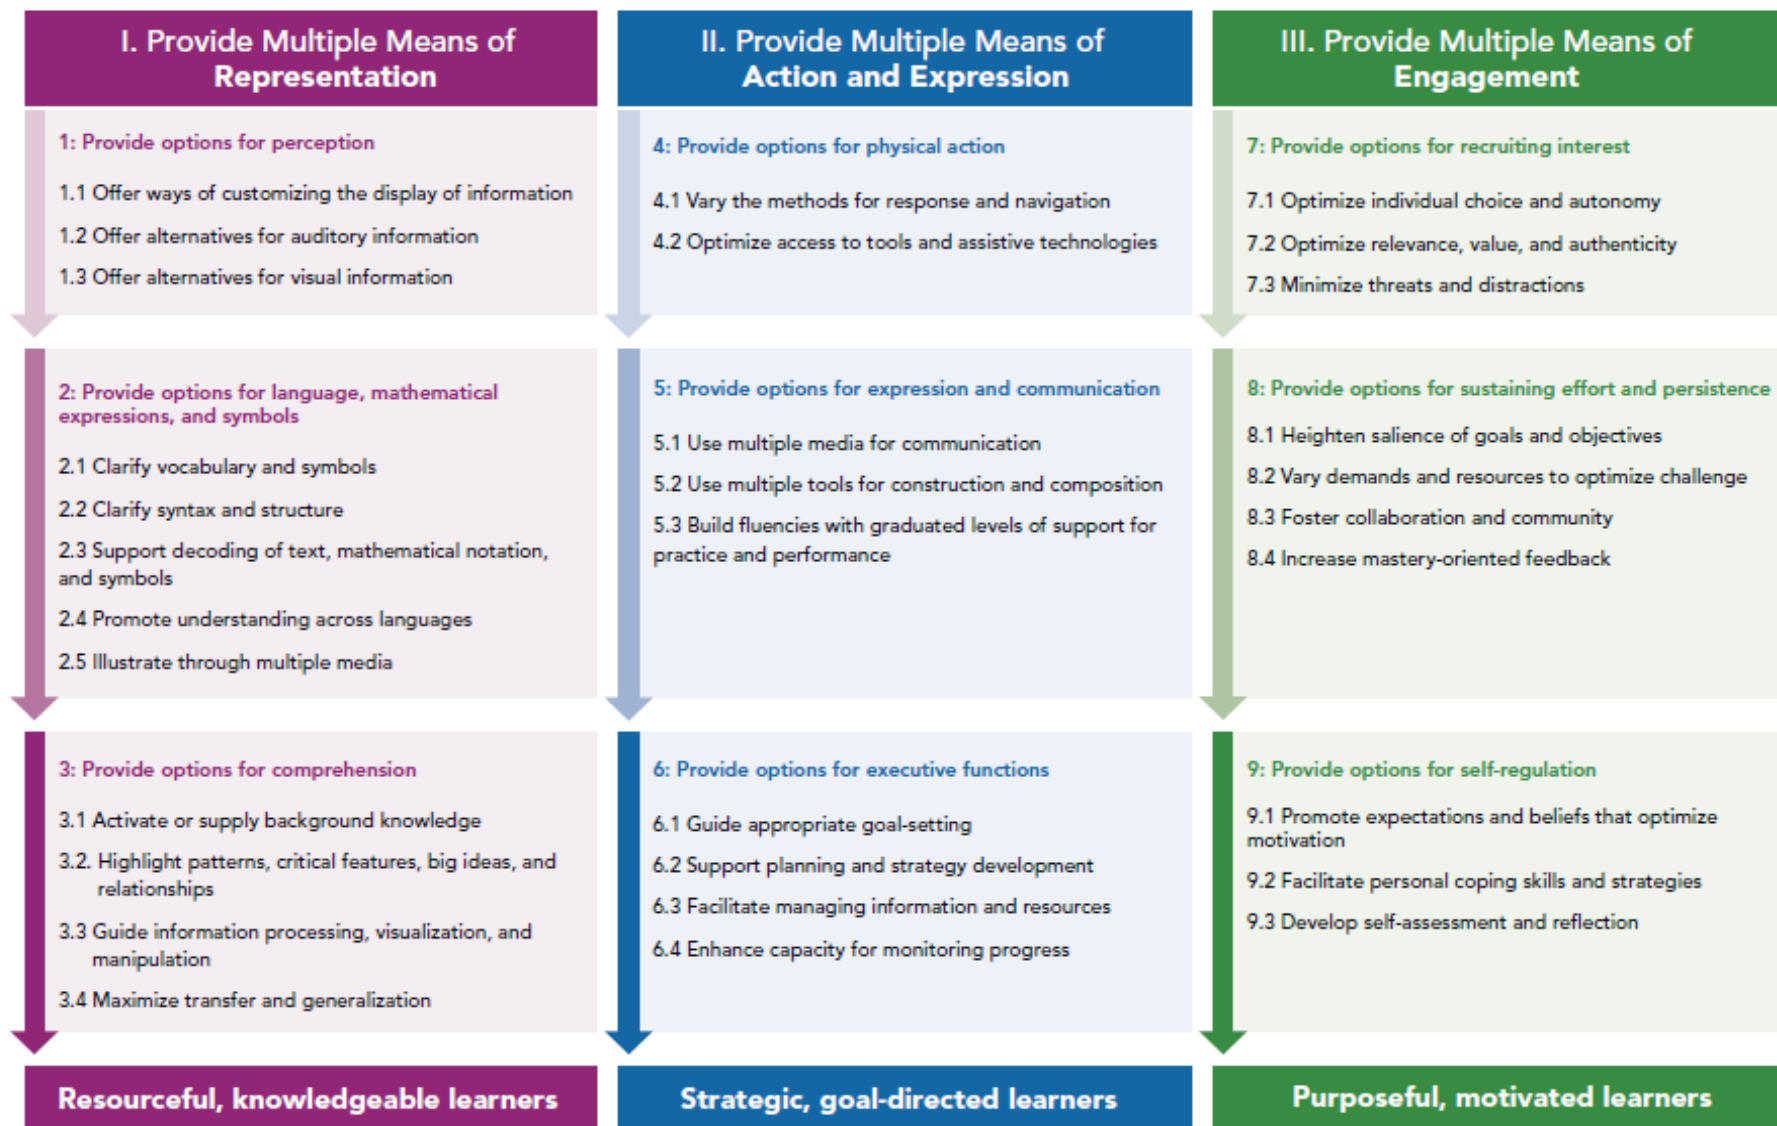 I. Provide Multiple Means of
Representation
1: Provide options for perception
1.1 Offer ways of customizing the display of information
1.2 Offer alternatives for auditory information
1.3 Offer alternatives for visual information
2: Provide options for language, mathematical
expressions, and symbols
2.1 Clarify vocabulary and symbols
2.2 Clarify syntax and structure
2.3 Support decoding of text, mathematical notation,
and symbols
2.4 Promote understanding across languages
2.5 Illustrate through multiple media
3: Provide options for comprehension
3.1 Activate or supply background knowledge
3.2. Highlight patterns, critical features, big ideas, and
relationships
3.3 Guide information processing, visualization, and
manipulation
3.4 Maximize transfer and generalization
Resourceful, knowledgeable learners
II. Provide Multiple Means of
Action and Expression
4: Provide options for physical action
4.1 Vary the methods for response and navigation
4.2 Optimize access to tools and assistive technologies
5: Provide options for expression and communication
5.1 Use multiple media for communication
5.2 Use multiple tools for construction and composition
5.3 Build fluencies with graduated levels of support for
practice and performance
6: Provide options for executive functions
6.1 Guide appropriate goal-setting
6.2 Support planning and strategy development
6.3 Facilitate managing information and resources
6.4 Enhance capacity for monitoring progress
Strategic, goal-directed learners
III. Provide Multiple Means of
Engagement
7: Provide options for recruiting interest
7.1 Optimize individual choice and autonomy
7.2 Optimize relevance, value, and authenticity
7.3 Minimize threats and distractions
8: Provide options for sustaining effort and persistence
8.1 Heighten salience of goals and objectives
8.2 Vary demands and resources to optimize challenge
8.3 Foster collaboration and community
8.4 Increase mastery-oriented feedback
9: Provide options for self-regulation
9.1 Promote expectations and beliefs that optimize
motivation
9.2 Facilitate personal coping skills and strategies
9.3 Develop self-assessment and reflection
Purposeful, motivated learners